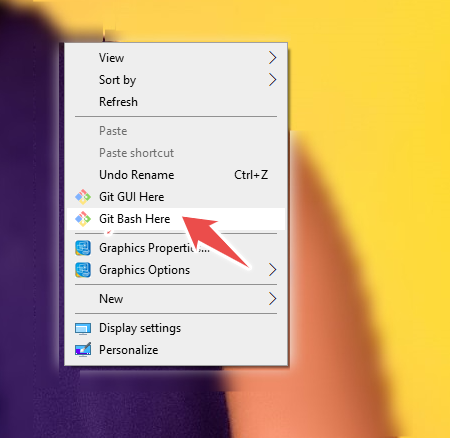 View
Sort by
Refresh
Paste
Paste shortcut
Undo Rename Ctrl+Z
Git GUI Here
Git Bash Here
Graphics Properti...
Graphics Options
New
Display settings
Personalize